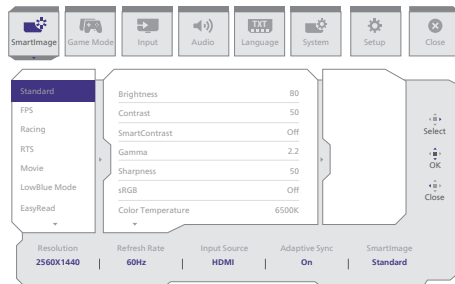 SmartImage
Game Mode
Input
Audio
TXT
Language
System
Setup
Close
Standard
FPS
Racing
RTS
Movie
LowBlue Mode
EasyRead
Brightness 80
Contrast 50
SmartContrast Off
Gamma 2.2
Sharpness 50
sRGB Off
Color Temperature 6500K
Select
OK
Close
Resolution Refresh Rate Input Source Adaptive Sync SmartImage
2560X1440 | 60Hz | HDMI | On | Standard